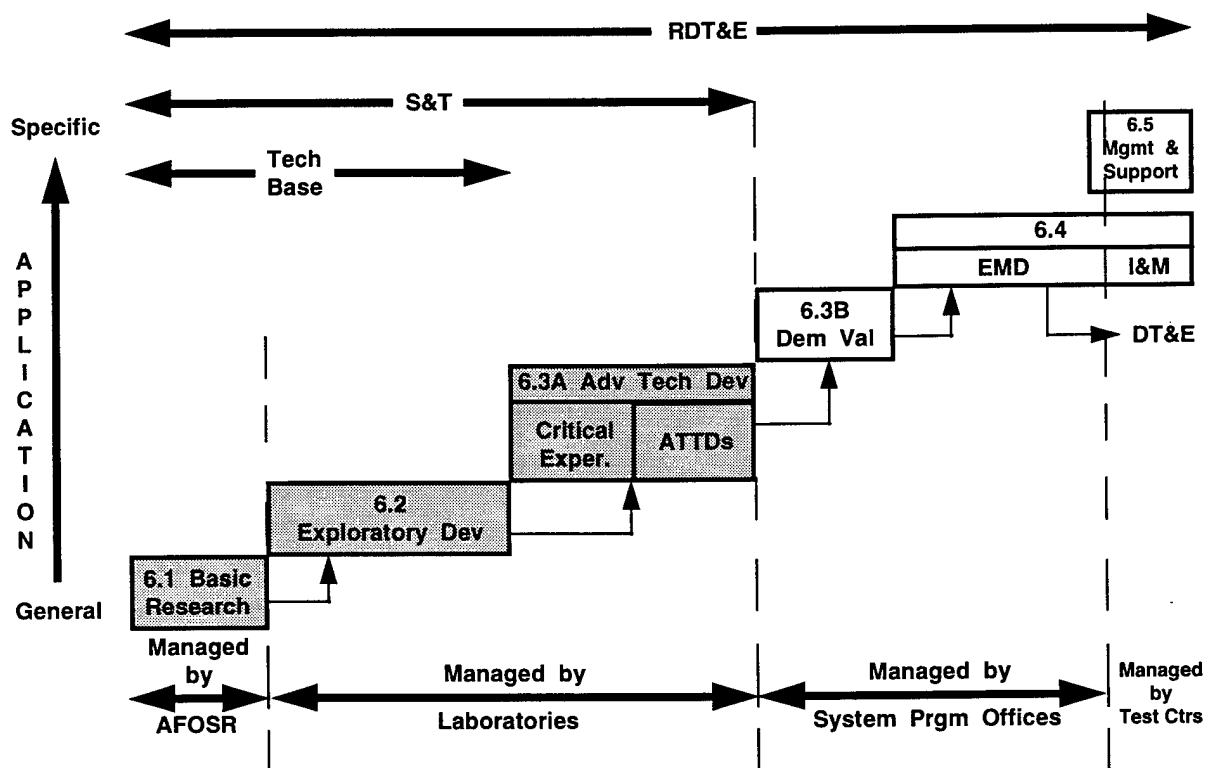 RDT&E
S&T
Specific
Tech
Base
6.5
Mgmt &
Support
6.4
EMD
I&M
APPLICATION
6.3B
Dem Val
DT&E
6.3A Adv Tech Dev
Critical
Exper.
ATTDs
6.2
Exploratory Dev
6.1 Basic
Research
General
Managed
by
AFOSR
Managed by
Laboratories
Managed by
System Prgm Offices
Managed
by
Test Ctrs